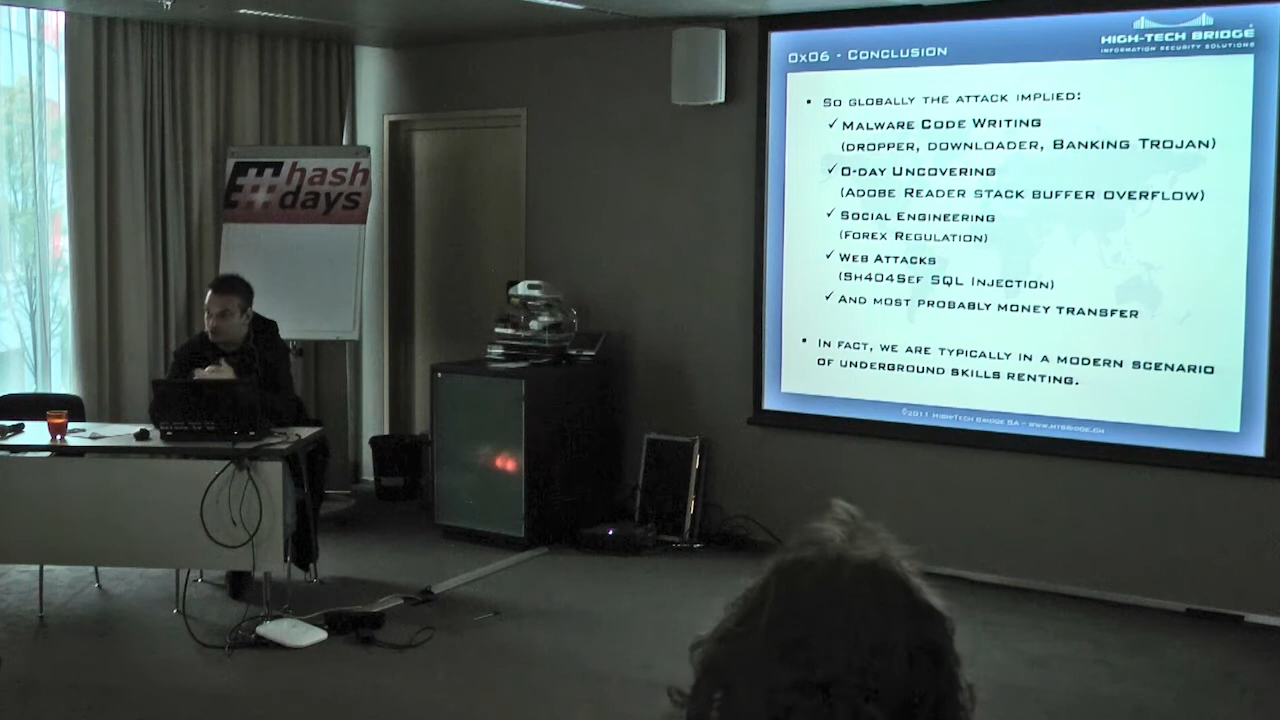 hash
days
HIGH-TECH BRIDGE
INFORMATION SECURITY SOLUTIONS
0x06 - CONCLUSION
• SO GLOBALLY THE ATTACK IMPLIED:
✓ MALWARE CODE WRITING
(DROPPER, DOWNLOADER, BANKING TROJAN)
✓ 0-DAY UNCOVERING
(ADOBE READER STACK BUFFER OVERFLOW)
✓ SOCIAL ENGINEERING
(FOREX REGULATION)
✓ WEB ATTACKS
(SH404SEF SQL INJECTION)
✓ AND MOST PROBABLY MONEY TRANSFER
• IN FACT, WE ARE TYPICALLY IN A MODERN SCENARIO
OF UNDERGROUND SKILLS RENTING.
©2011 HIGH-TECH BRIDGE SA – WWW.HTBRIDGE.CH